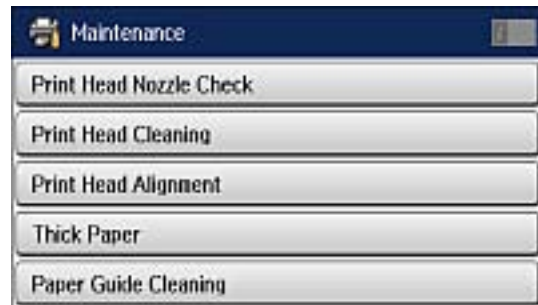 Maintenance
Print Head Nozzle Check
Print Head Cleaning
Print Head Alignment
Thick Paper
Paper Guide Cleaning